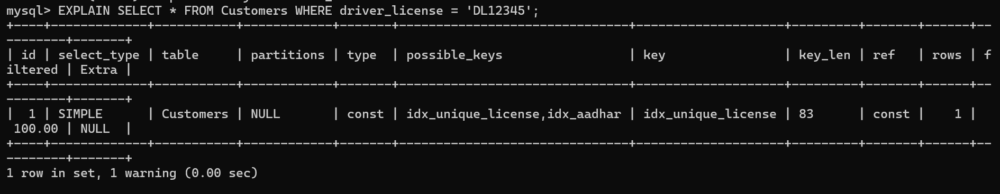 mysql> EXPLAIN SELECT * FROM Customers WHERE driver_license = 'DL12345';
+----+-------------+-----------+------------+-------+------------------------------+--------------------+---------+-------+------+--
--------+-------+
| id | select_type | table     | partitions | type  | possible_keys                | key                | key_len | ref   | rows | f
iltered | Extra |
+----+-------------+-----------+------------+-------+------------------------------+--------------------+---------+-------+------+--
--------+-------+
|  1 | SIMPLE      | Customers | NULL       | const | idx_unique_license,idx_aadhar | idx_unique_license | 83      | const |    1 |
 100.00 | NULL  |
+----+-------------+-----------+------------+-------+------------------------------+--------------------+---------+-------+------+--
--------+-------+
1 row in set, 1 warning (0.00 sec)